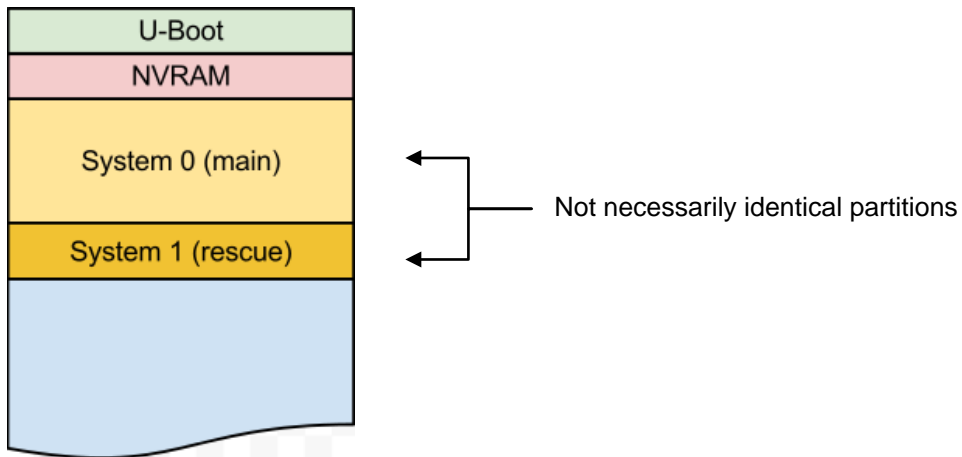 U-Boot
NVRAM
System 0 (main)
Not necessarily identical partitions
System 1 (rescue)